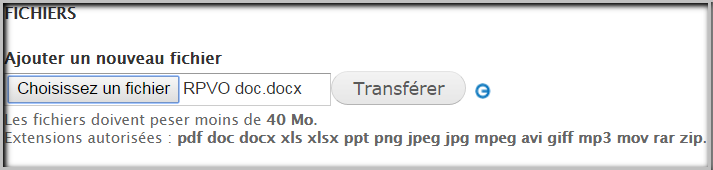 FICHIERS
Ajouter un nouveau fichier
Choisissez un fichier RPVO doc.docx Transférer
Les fichiers doivent peser moins de 40 Mo.
Extensions autorisées : pdf doc docx xls xlsx ppt png jpeg jpg mpeg avi giff mp3 mov rar zip.